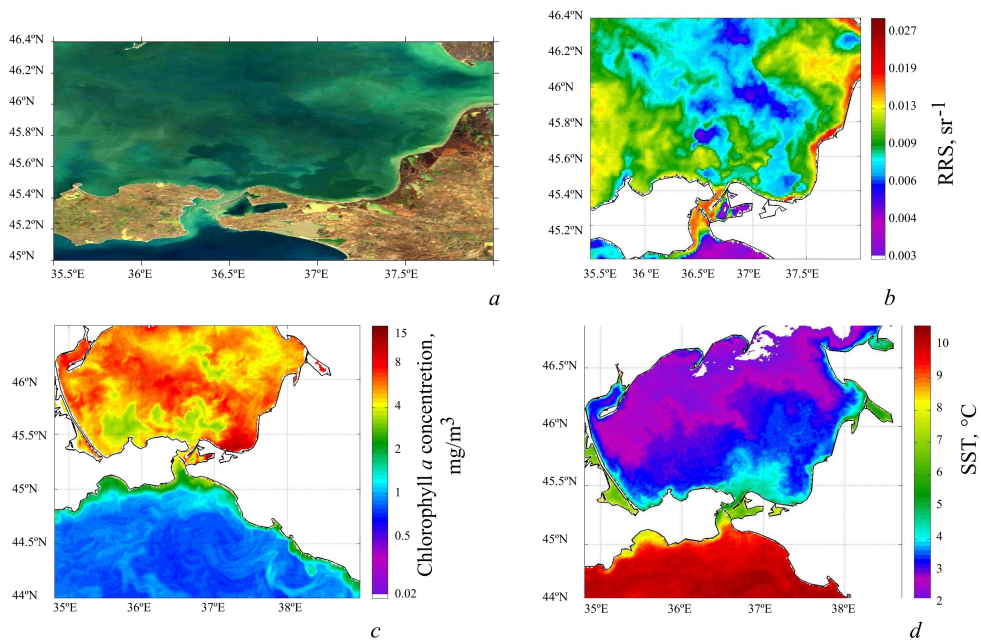 46.4ºN
46.2ºN
46ºN
45.8ºN
45.6ºN
45.4ºN
45.2ºN
45ºN
35.5ºE
36ºE
36.5ºE
37ºE
37.5ºE
a
46.4ºN
46.2ºN
46ºN
45.8ºN
45.6ºN
45.4ºN
45.2ºN
35.5ºE
36ºE
36.5ºE
37ºE
37.5ºE
0.027
0.019
0.013
0.009
0.006
0.004
0.003
RRS, sr⁻¹
b
46ºN
45.5ºN
45ºN
44.5ºN
44ºN
35ºE
36ºE
37ºE
38ºE
15
8
4
2
1
0.5
0.02
Chlorophyll a concentretion,
mg/m³
c
46.5ºN
46ºN
45.5ºN
45ºN
44.5ºN
44ºN
35ºE
36ºE
37ºE
38ºE
10
9
8
7
6
5
4
3
2
SST, °C
d